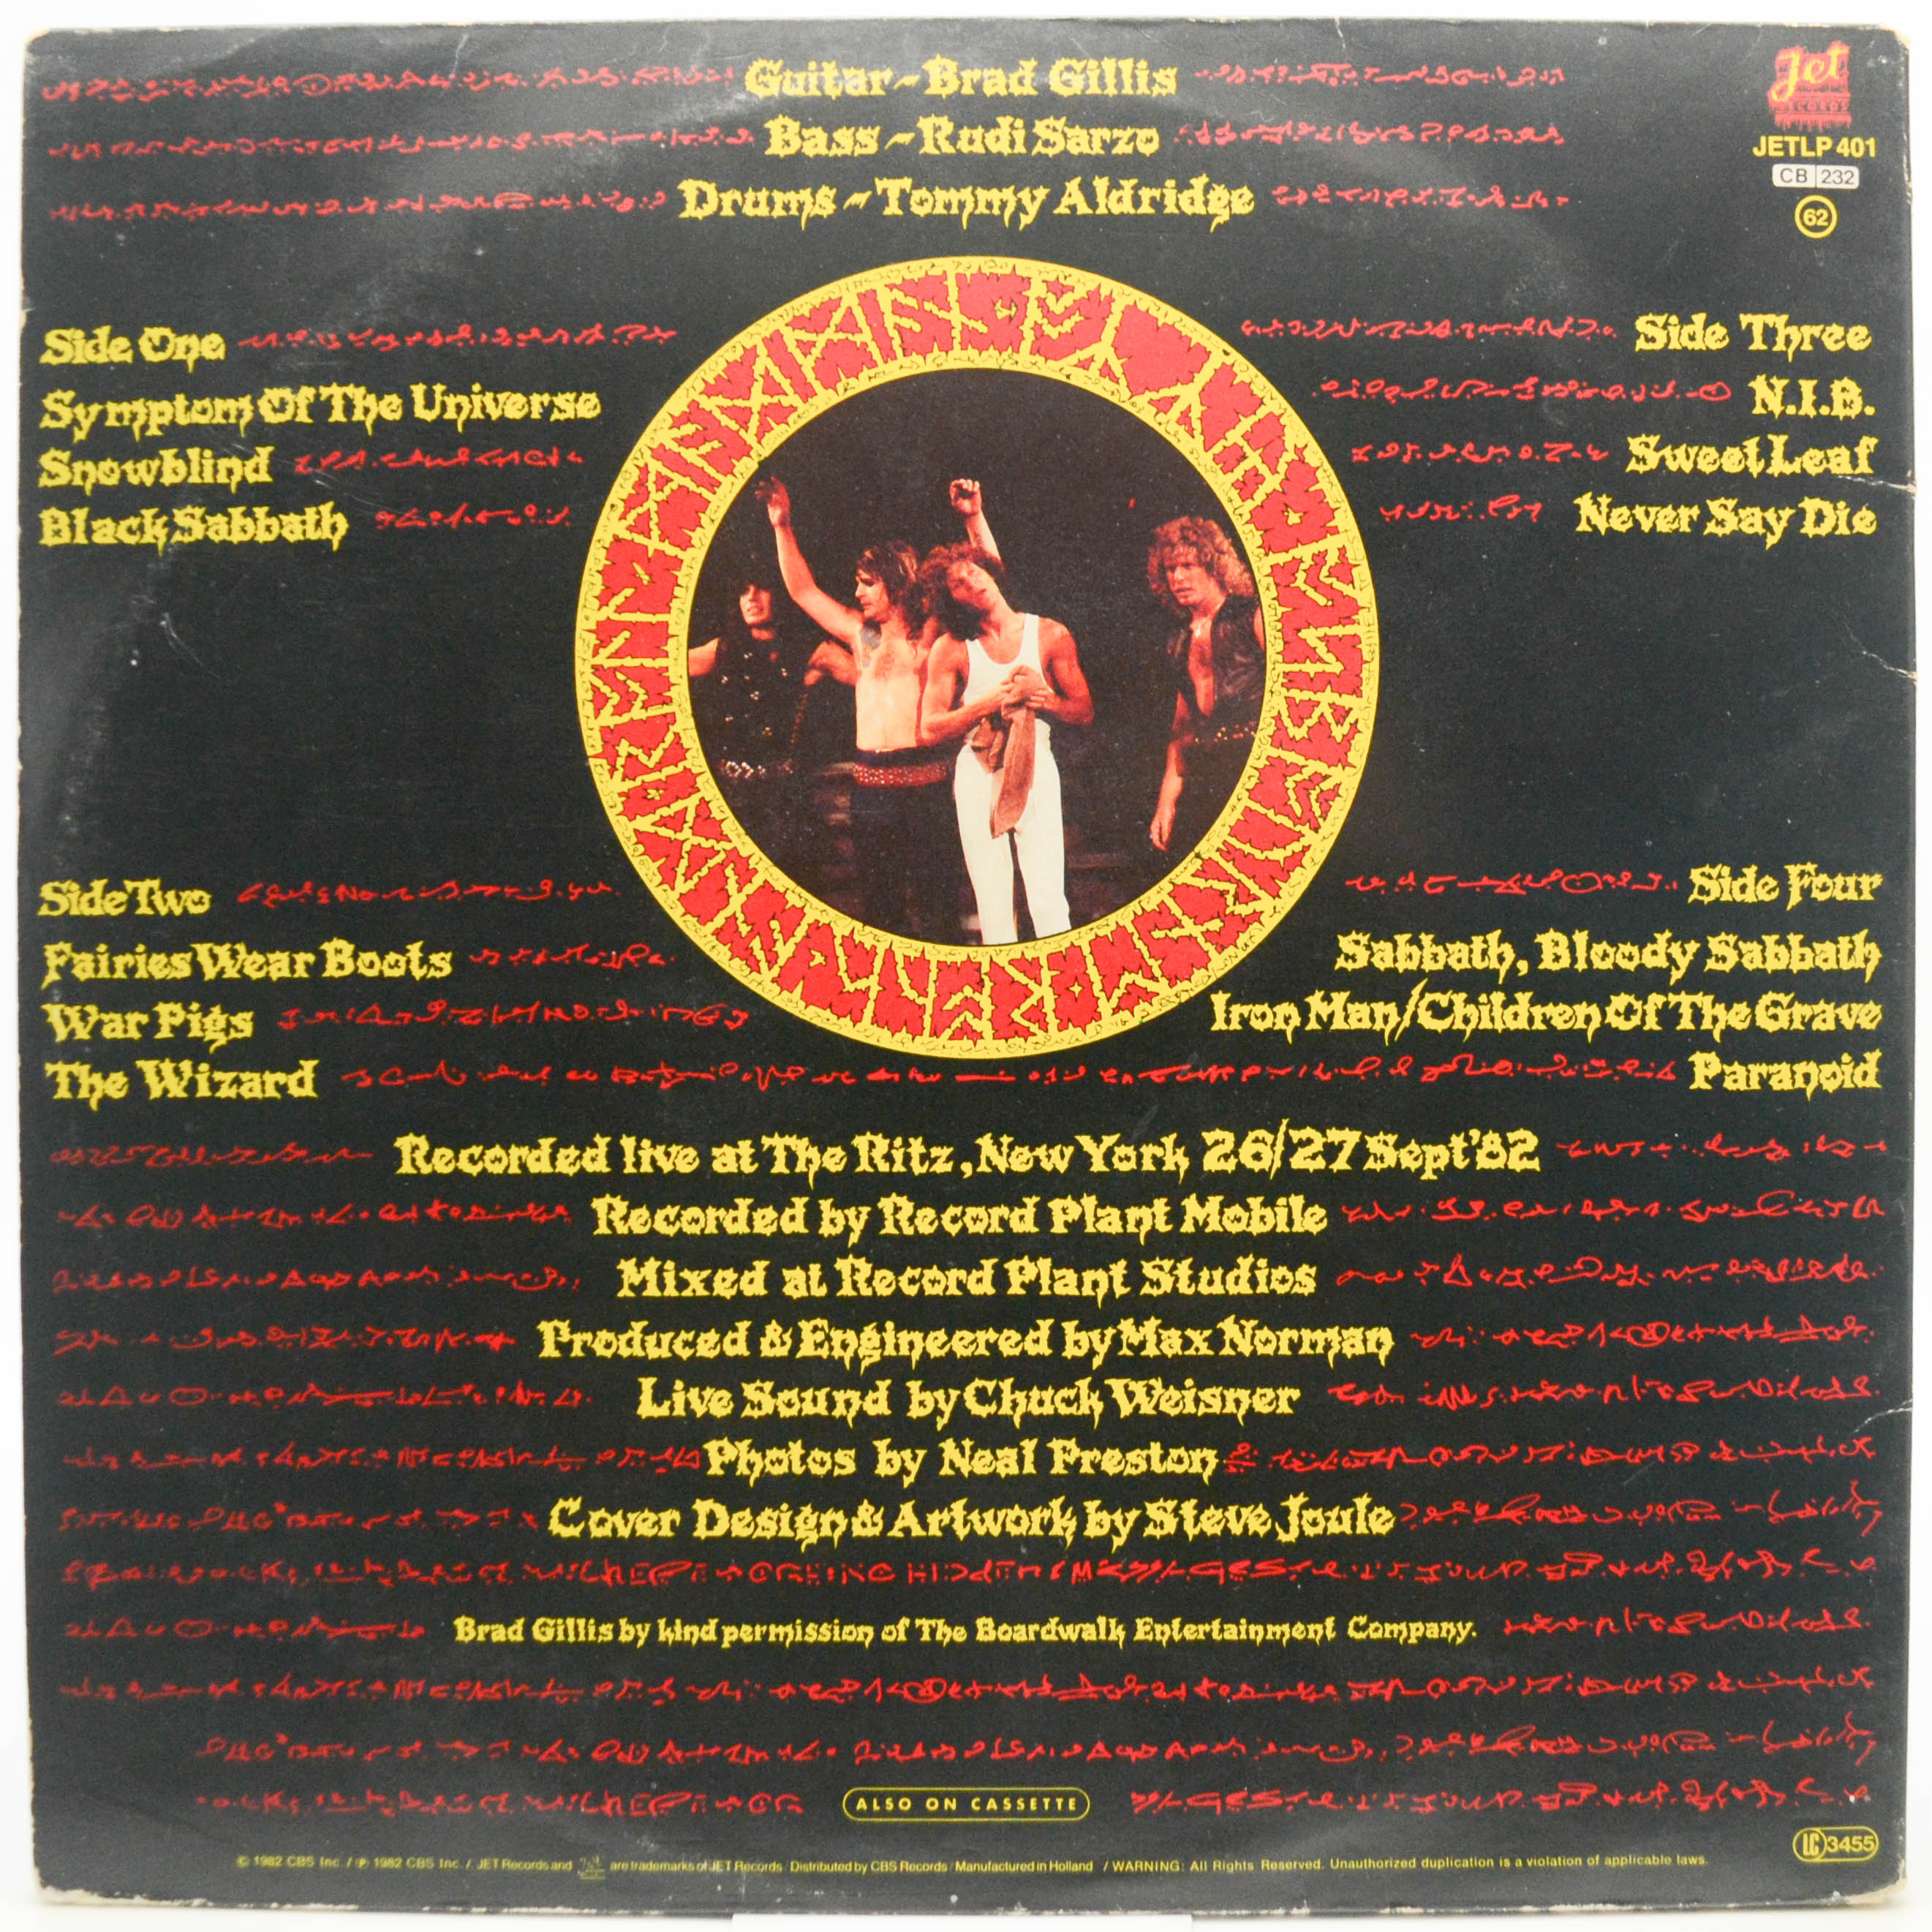 Guitar - Brad Gillis
Bass - Rudi Sarzo
Drums - Tommy Aldridge
Jet
RECORDS
JETLP 401
CB 232
62
Side One
Symptom Of The Universe
Snowblind
Black Sabbath
Side Three
N.I.B.
Sweet Leaf
Never Say Die
Side Two
Fairies Wear Boots
War Pigs
The Wizard
Side Four
Sabbath, Bloody Sabbath
Iron Man/Children Of The Grave
Paranoid
Recorded live at The Ritz, New York 26/27 Sept'82
Recorded by Record Plant Mobile
Mixed at Record Plant Studios
Produced & Engineered by Max Norman
Live Sound by Chuck Weisner
Photos by Neal Preston
Cover Design & Artwork by Steve Joule
Brad Gillis by kind permission of The Boardwalk Entertainment Company.
ALSO ON CASSETTE
LC 3455
© 1982 CBS Inc. / ℗ 1982 CBS Inc. / JET Records and Jet are trademarks of JET Records. Distributed by CBS Records / Manufactured in Holland / WARNING: All Rights Reserved. Unauthorized duplication is a violation of applicable laws.